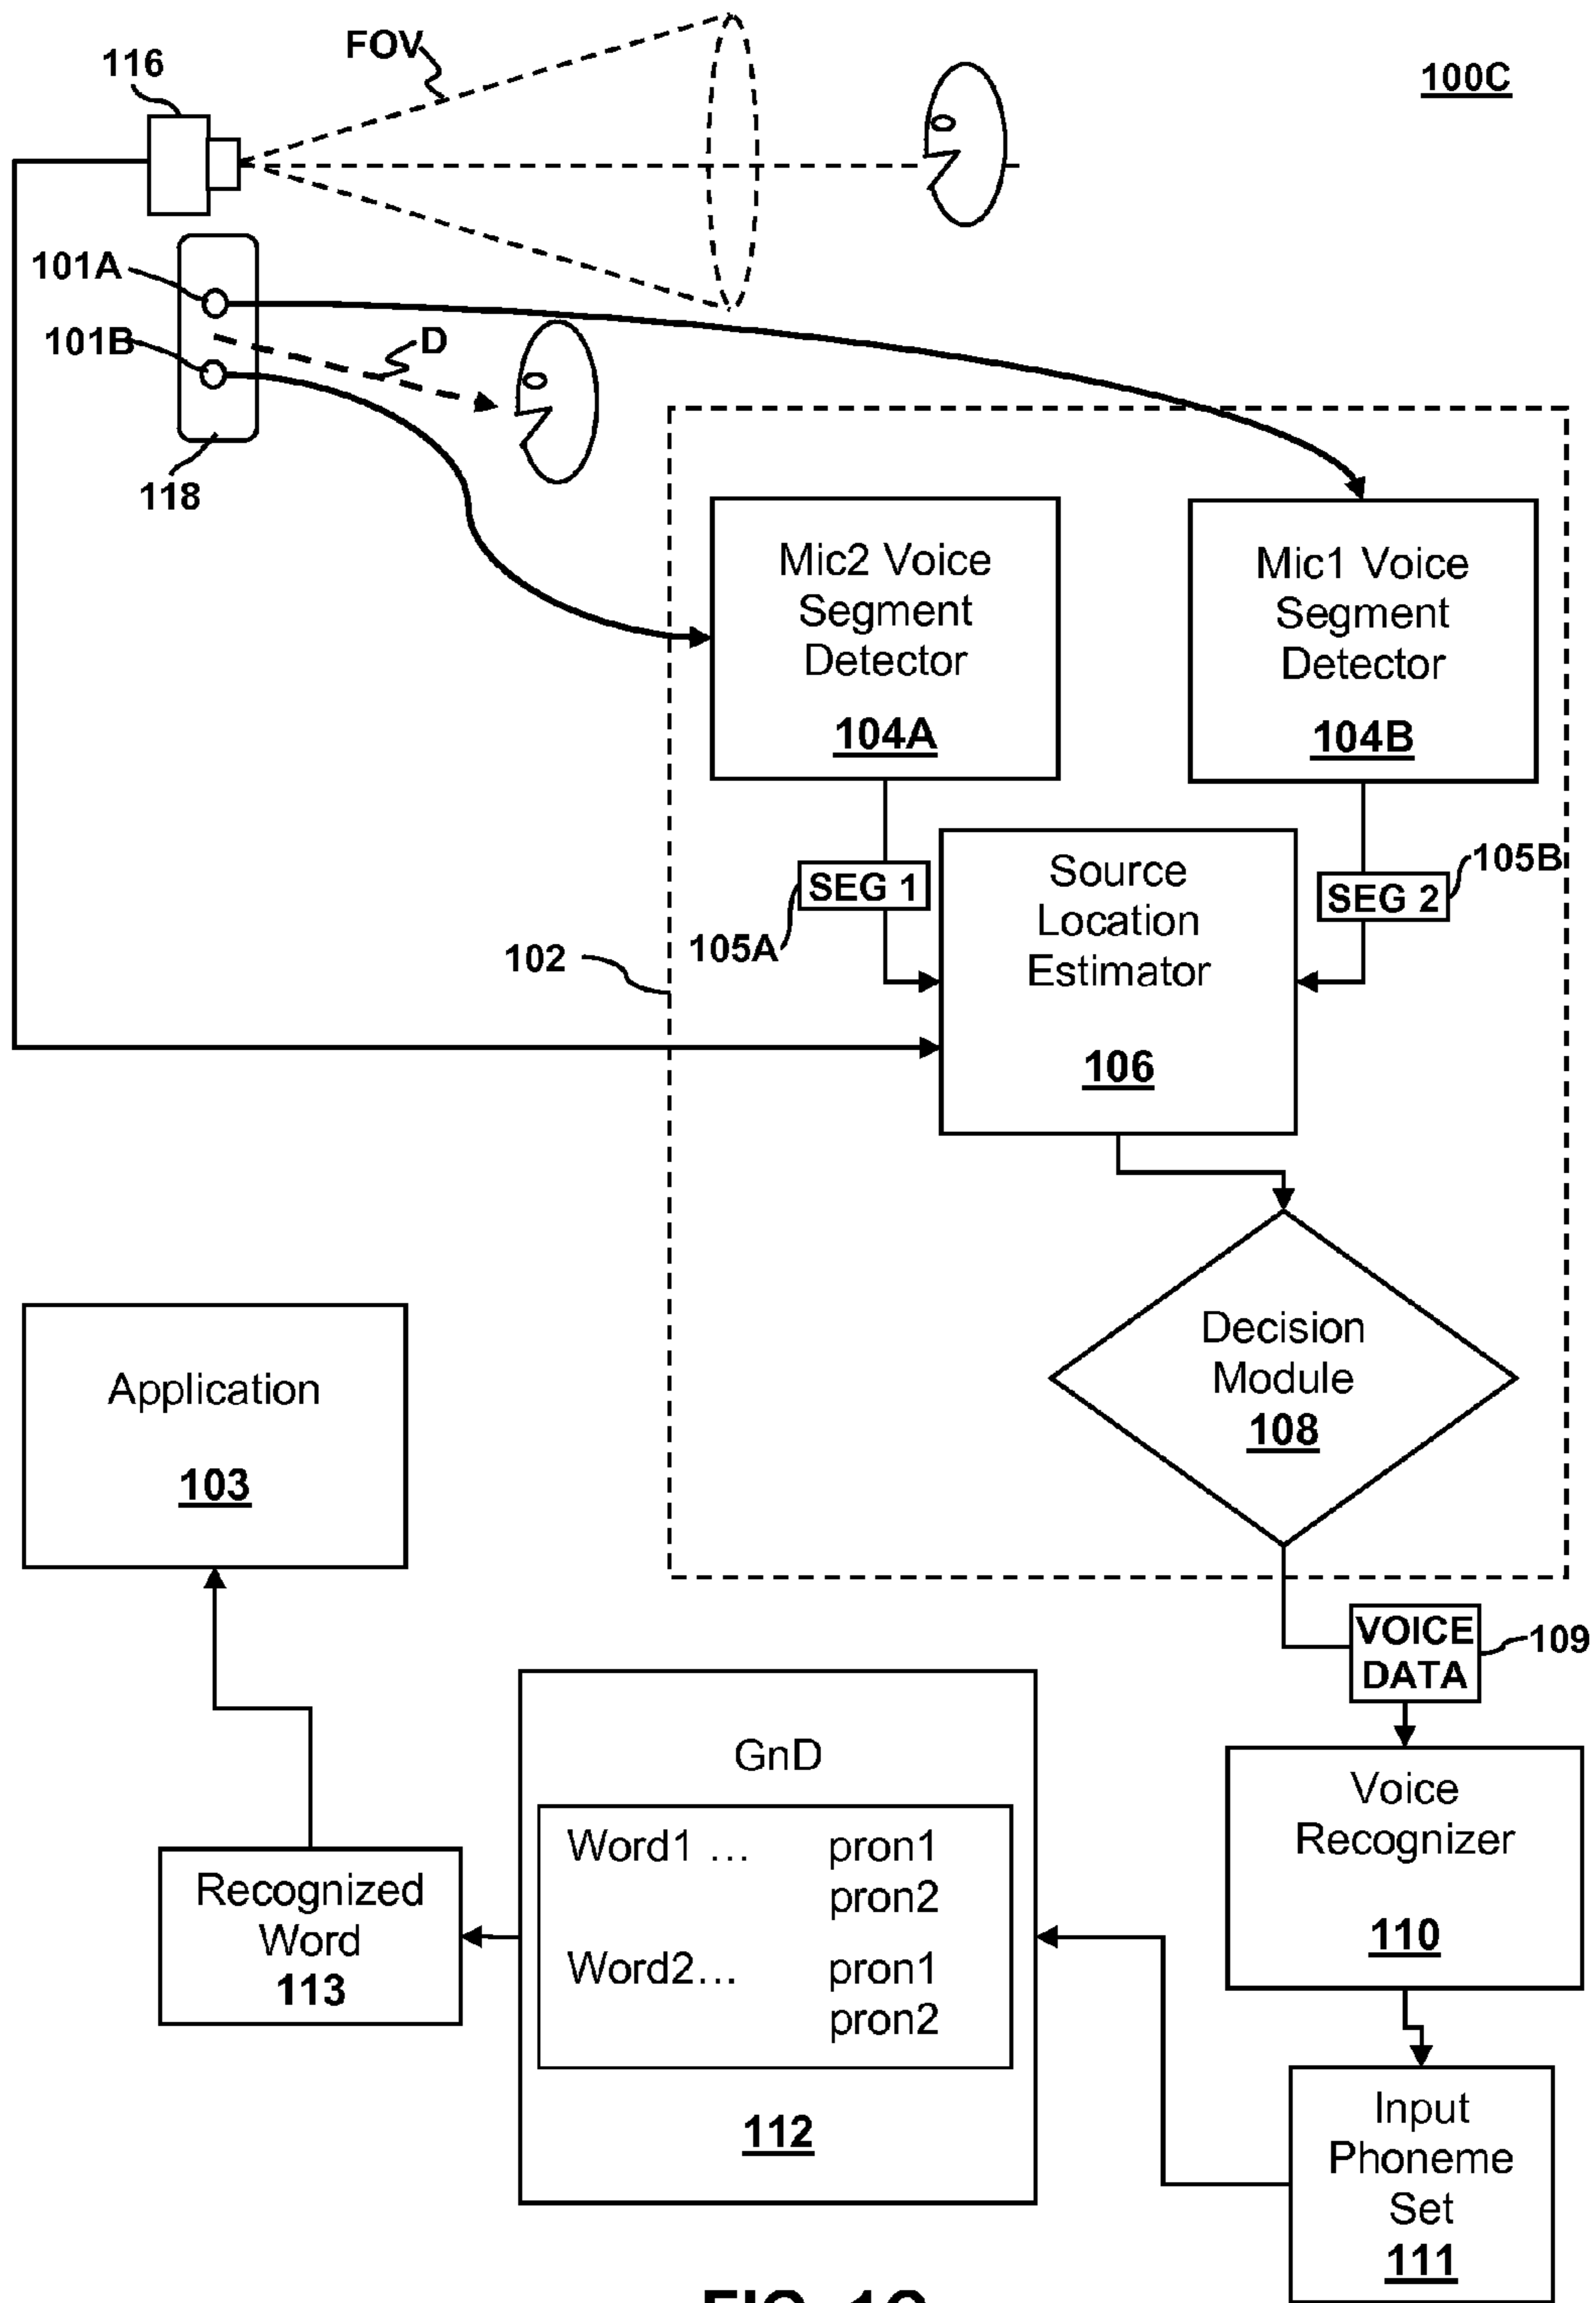 FOV
116
100C
101A
101B
D
118
Mic2 Voice
Segment
Detector
104A
Mic1 Voice
Segment
Detector
104B
SEG 1
105A
Source
Location
Estimator
106
SEG 2
105B
102
Decision
Module
108
Application
103
VOICE
DATA
109
GnD
Word1 ... pron1
pron2
Word2... pron1
pron2
112
Voice
Recognizer
110
Recognized
Word
113
Input
Phoneme
Set
111
FIG. 1C